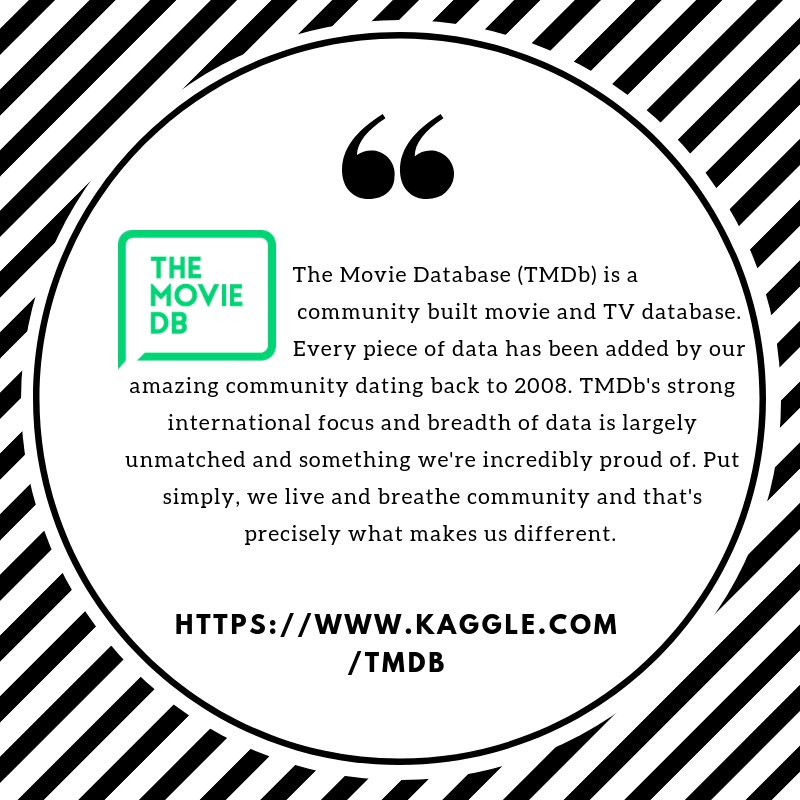 THE
MOVIE
DB
The Movie Database (TMDb) is a
community built movie and TV database.
Every piece of data has been added by our
amazing community dating back to 2008. TMDb's strong
international focus and breadth of data is largely
unmatched and something we're incredibly proud of. Put
simply, we live and breathe community and that's
precisely what makes us different.
HTTPS://WWW.KAGGLE.COM
/TMDB